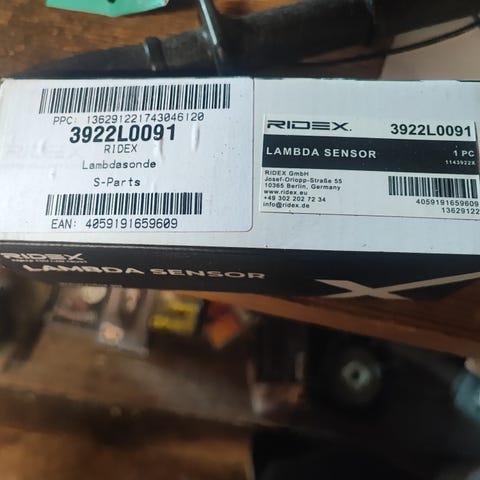 PPC: 136291221743046120
3922L0091
RIDEX
Lambdasonde
S-Parts
EAN: 4059191659609
RIDEX. 3922L0091
LAMBDA SENSOR 1 PC
1143922X
RIDEX GmbH
Josef-Orlopp-Straße 55
10365 Berlin, Germany
www.ridex.eu
+49 302 202 72 34
info@ridex.de
4059191659609
13629122
RIDEX
LAMBDA SENSOR